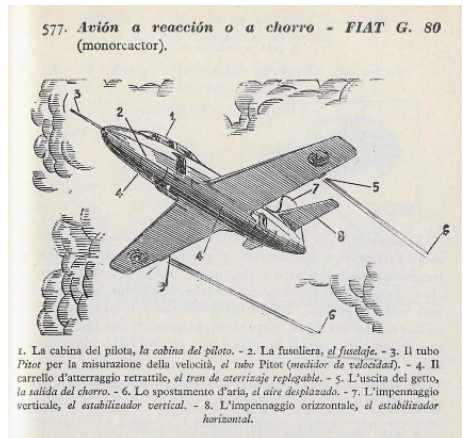 577. Avión a reacción o a chorro - FIAT G. 80
(monorcactor).
3
2
1
4
7
5
6
8
4
5
6
1. La cabina del pilota, la cabina del piloto. - 2. La fusoliera, el fuselaje. - 3. Il tubo
Pitot per la misurazione della velocità, el tubo Pitot (medidor de velocidad). - 4. Il
carrello d'atterraggio retrattile, el tren de aterrizaje replegable. - 5. L'uscita del getto,
la salida del chorro. - 6. Lo spostamento d'aria, el aire desplazado. - 7. L'impennaggio
verticale, el estabilizador vertical. - 8. L'impennaggio orizzontale, el estabilizador
horizontal.